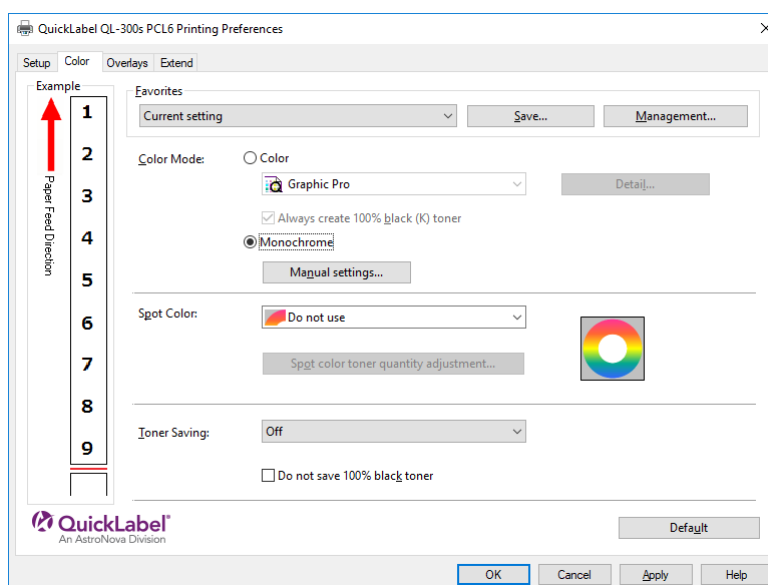 QuickLabel QL-300s PCL6 Printing Preferences
Setup Color Overlays Extend
Example
Paper Feed Direction
1
2
3
4
5
6
7
8
9
Favorites
Current setting Save... Management...
Color Mode: Color
Graphic Pro Detail...
Always create 100% black (K) toner
Monochrome
Manual settings...
Spot Color: Do not use
Spot color toner quantity adjustment...
Toner Saving: Off
Do not save 100% black toner
QuickLabel®
An AstroNova Division
Default
OK Cancel Apply Help